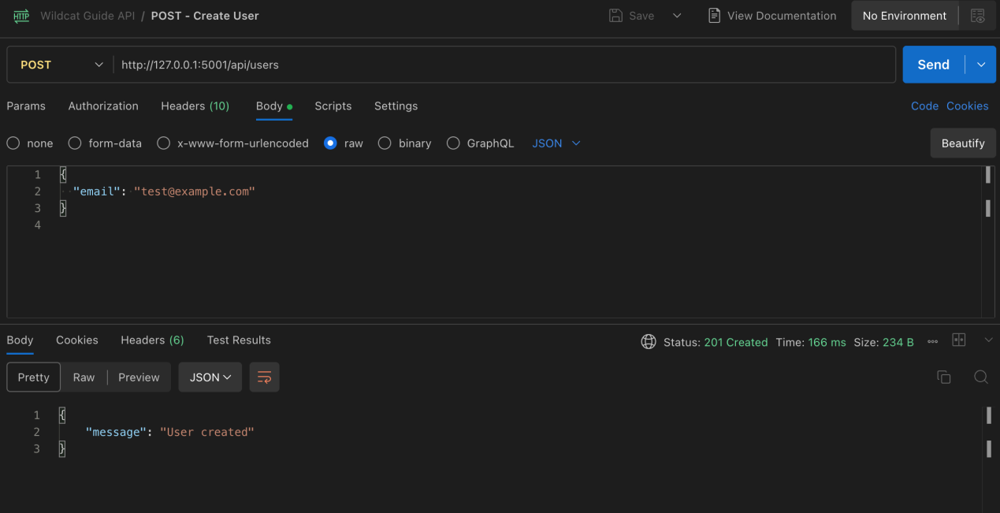 HTTP Wildcat Guide API / POST - Create User Save View Documentation No Environment
POST http://127.0.0.1:5001/api/users Send
Params Authorization Headers (10) Body Scripts Settings Code Cookies
none form-data x-www-form-urlencoded raw binary GraphQL JSON Beautify
1 {
2 "email": "test@example.com"
3 }
4
Body Cookies Headers (6) Test Results Status: 201 Created Time: 166 ms Size: 234 B
Pretty Raw Preview JSON
1 {
2 "message": "User created"
3 }